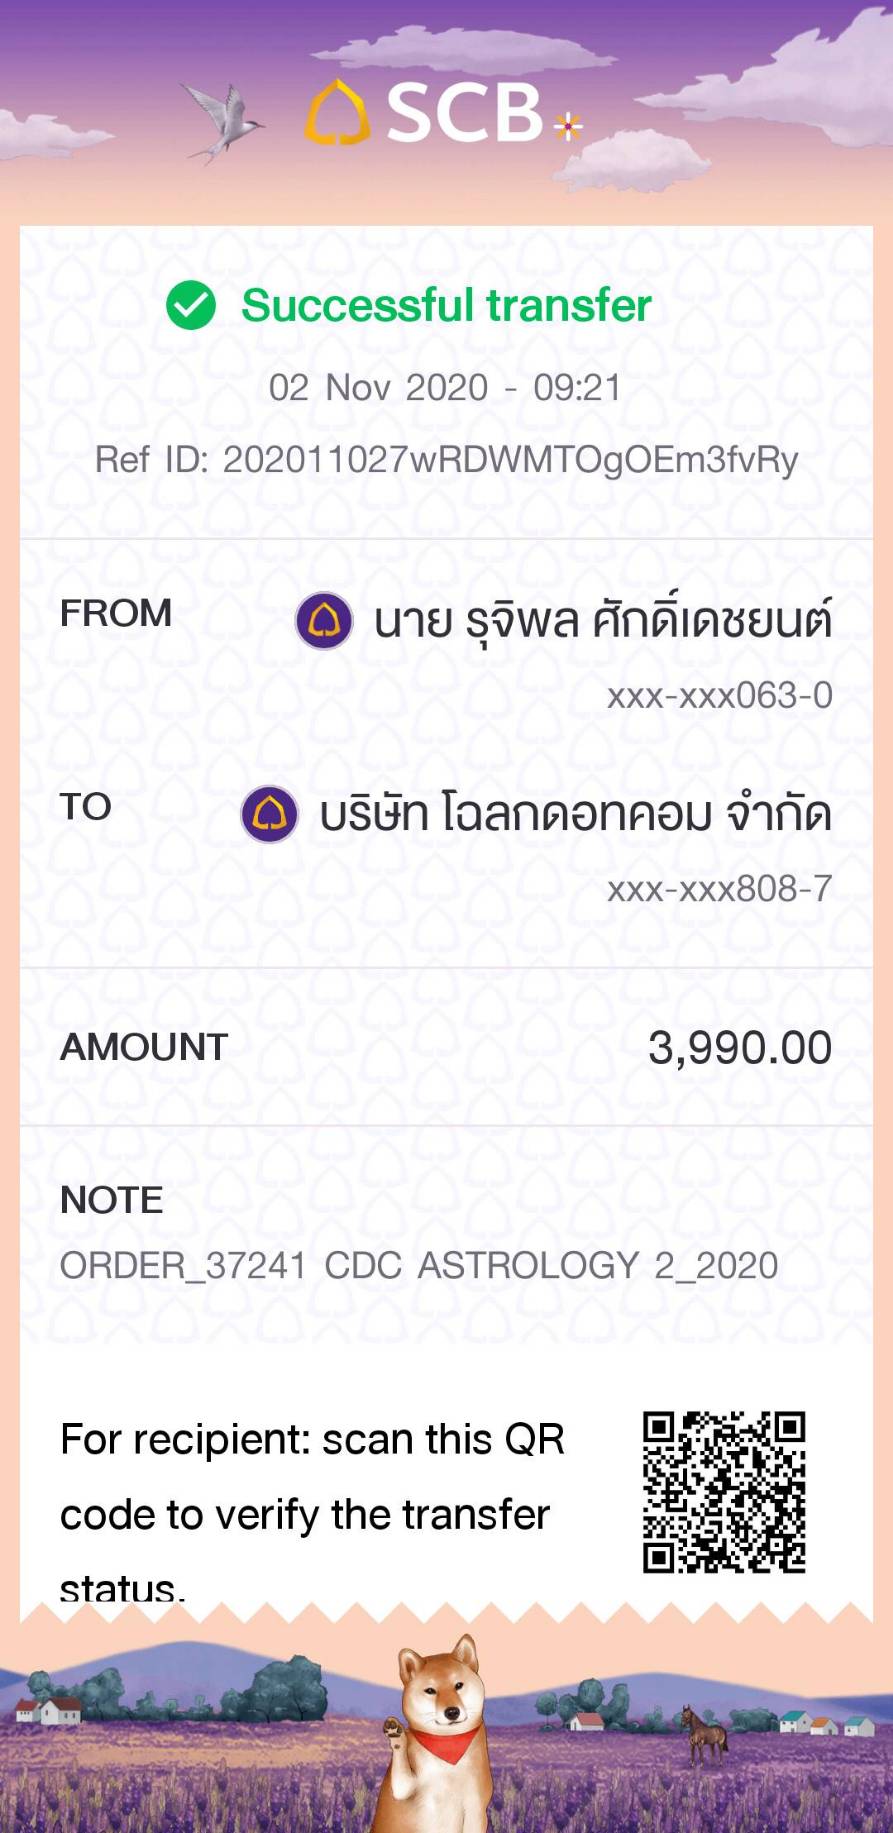 SCB
Successful transfer
02 Nov 2020 - 09:21
Ref ID: 202011027wRDWMTOgOEm3fvRy
FROM
นาย รุจิพล ศักดิ์เดชยนต์
xxx-xxx063-0
TO
บริษัท โฉลกดอทคอม จำกัด
xxx-xxx808-7
AMOUNT
3,990.00
NOTE
ORDER_37241 CDC ASTROLOGY 2_2020
For recipient: scan this QR
code to verify the transfer
status.